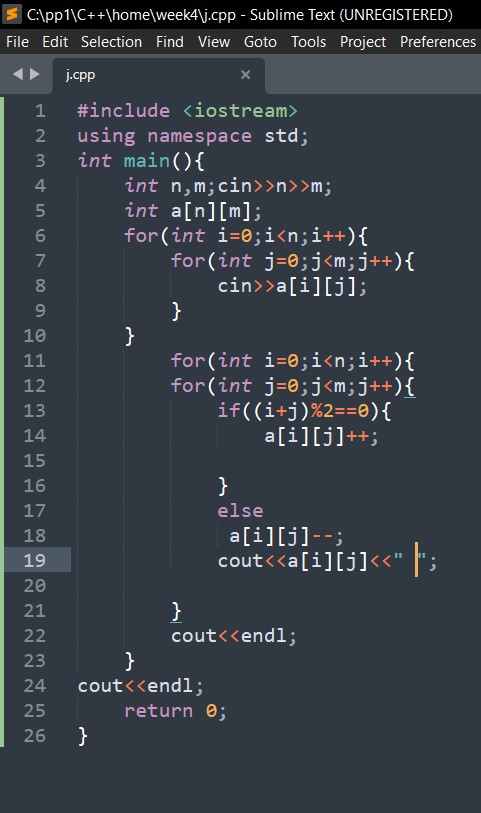 C:\pp1\C++\home\week4\j.cpp - Sublime Text (UNREGISTERED)
File Edit Selection Find View Goto Tools Project Preferences
j.cpp ×
1 #include <iostream>
2 using namespace std;
3 int main(){
4 int n,m;cin>>n>>m;
5 int a[n][m];
6 for(int i=0;i<n;i++){
7 for(int j=0;j<m;j++){
8 cin>>a[i][j];
9 }
10 }
11 for(int i=0;i<n;i++){
12 for(int j=0;j<m;j++){
13 if((i+j)%2==0){
14 a[i][j]++;
15
16 }
17 else
18 a[i][j]--;
19 cout<<a[i][j]<<" ";
20
21 }
22 cout<<endl;
23 }
24 cout<<endl;
25 return 0;
26 }